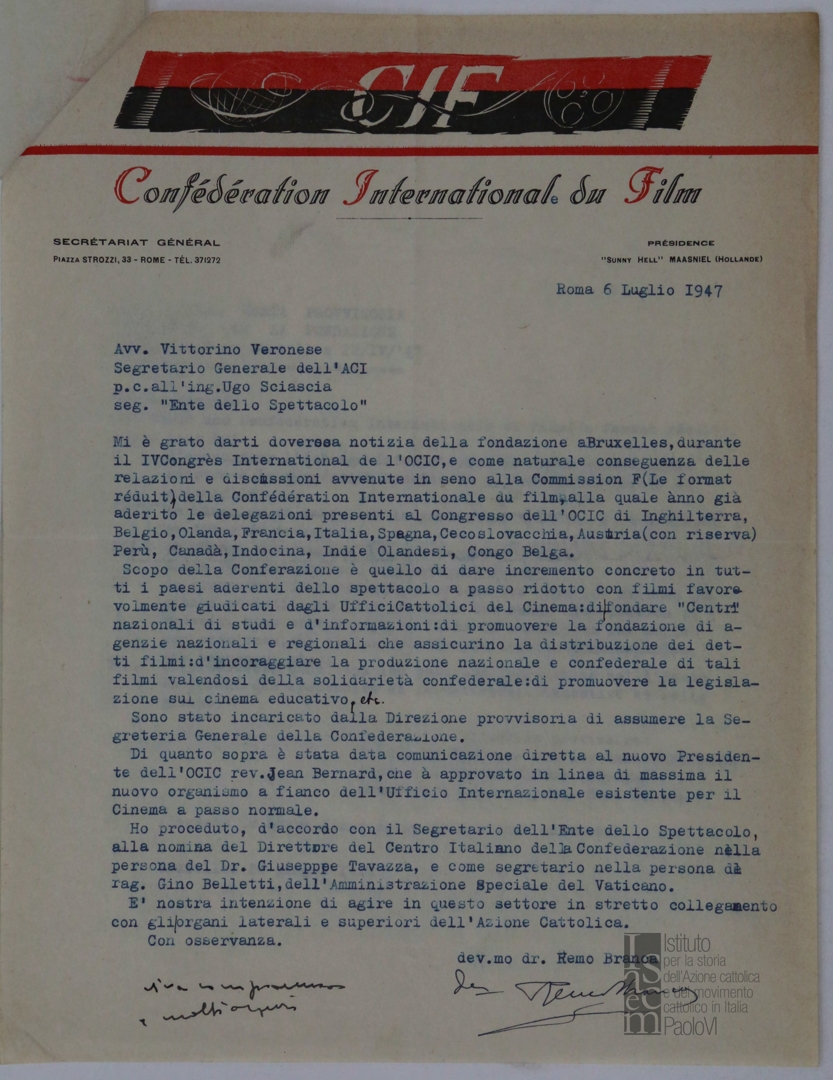 CIF
Confédération Internationale du Film
SECRÉTARIAT GÉNÉRAL
PIAZZA STROZZI, 33 - ROME - TÉL. 371272
PRÉSIDENCE
"SUNNY HELL" MAASNIEL (HOLLANDE)
Roma 6 Luglio 1947
Avv. Vittorino Veronese
Segretario Generale dell'ACI
p.c.all'ing.Ugo Sciascia
seg. "Ente dello Spettacolo"
Mi è grato darti doverosa notizia della fondazione aBruxelles,durante
il IVCongrès International de l'OCIC,e come naturale conseguenza delle
relazioni e discussioni avvenute in seno alla Commission F(Le format
réduit)della Confédération Internationale du film,alla quale ànno già
aderito le delegazioni presenti al Congresso dell'OCIC di Inghilterra,
Belgio,Olanda,Francia,Italia,Spagna,Cecoslovacchia,Austria(con riserva)
Perù, Canadà,Indocina, Indie Olandesi, Congo Belga.
Scopo della Conferazione è quello di dare incremento concreto in tut-
ti i paesi aderenti dello spettacolo a passo ridotto con filmi favore
volmente giudicati dagli UfficiCattolici del Cinema:di fondare "Centri"
nazionali di studi e d'informazioni:di promuovere la fondazione di a-
genzie nazionali e regionali che assicurino la distribuzione dei det-
ti filmi:d'incoraggiare la produzione nazionale e confederale di tali
filmi valendosi della solidarietà confederale:di promuovere la legisla-
zione sul cinema educativo, etc.
Sono stato incaricato dalla Direzione provvisoria di assumere la Se-
greteria Generale della Confederazione.
Di quanto sopra è stata data comunicazione diretta al nuovo Presiden-
te dell'OCIC rev.Jean Bernard,che à approvato in linea di massima il
nuovo organismo a fianco dell'Ufficio Internazionale esistente per il
Cinema a passo normale.
Ho proceduto, d'accordo con il Segretario dell'Ente dello Spettacolo,
alla nomina del Direttore del Centro Italiano della Confederazione nella
persona del Dr. Giusepppe Tavazza, e come segretario nella persona di
rag. Gino Belletti,dell'Amministrazione Speciale del Vaticano.
E' nostra intenzione di agire in questo settore in stretto collegamento
con gli organi laterali e superiori dell'Azione Cattolica.
Con osservanza.
dev.mo dr. Remo Branca
Remo Branca
Istituto
per la storia
dell'Azione cattolica
e del movimento
cattolico in Italia
PaoloVI